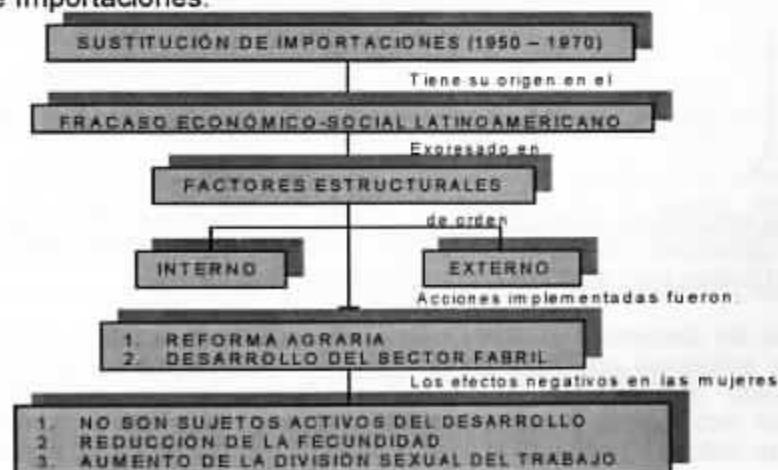 e importaciones.
SUSTITUCIÓN DE IMPORTACIONES (1950 – 1970)
Tiene su origen en el
FRACASO ECONÓMICO-SOCIAL LATINOAMERICANO
Expresado en
FACTORES ESTRUCTURALES
de orden
INTERNO
EXTERNO
Acciones implementadas fueron:
1. REFORMA AGRARIA
2. DESARROLLO DEL SECTOR FABRIL
Los efectos negativos en las mujeres
1. NO SON SUJETOS ACTIVOS DEL DESARROLLO
2. REDUCCIÓN DE LA FECUNDIDAD
3. AUMENTO DE LA DIVISIÓN SEXUAL DEL TRABAJO